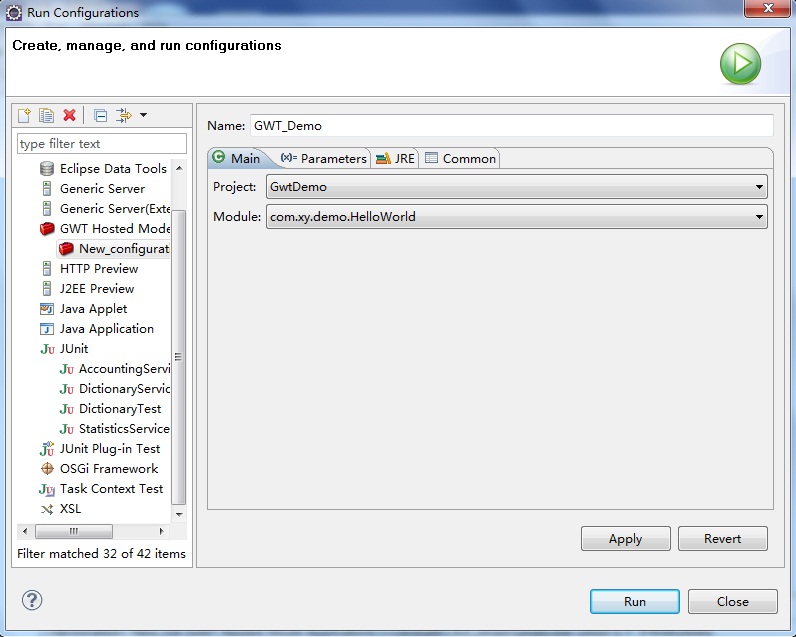 Run Configurations
Create, manage, and run configurations
type filter text
Eclipse Data Tools
Generic Server
Generic Server(Exte
GWT Hosted Mode
New_configurat
HTTP Preview
J2EE Preview
Java Applet
Java Application
JUnit
AccountingServi
DictionaryServic
DictionaryTest
StatisticsService
JUnit Plug-in Test
OSGi Framework
Task Context Test
XSL
Filter matched 32 of 42 items
Name: GWT_Demo
Main (x)= Parameters JRE Common
Project: GwtDemo
Module: com.xy.demo.HelloWorld
Apply Revert
Run Close